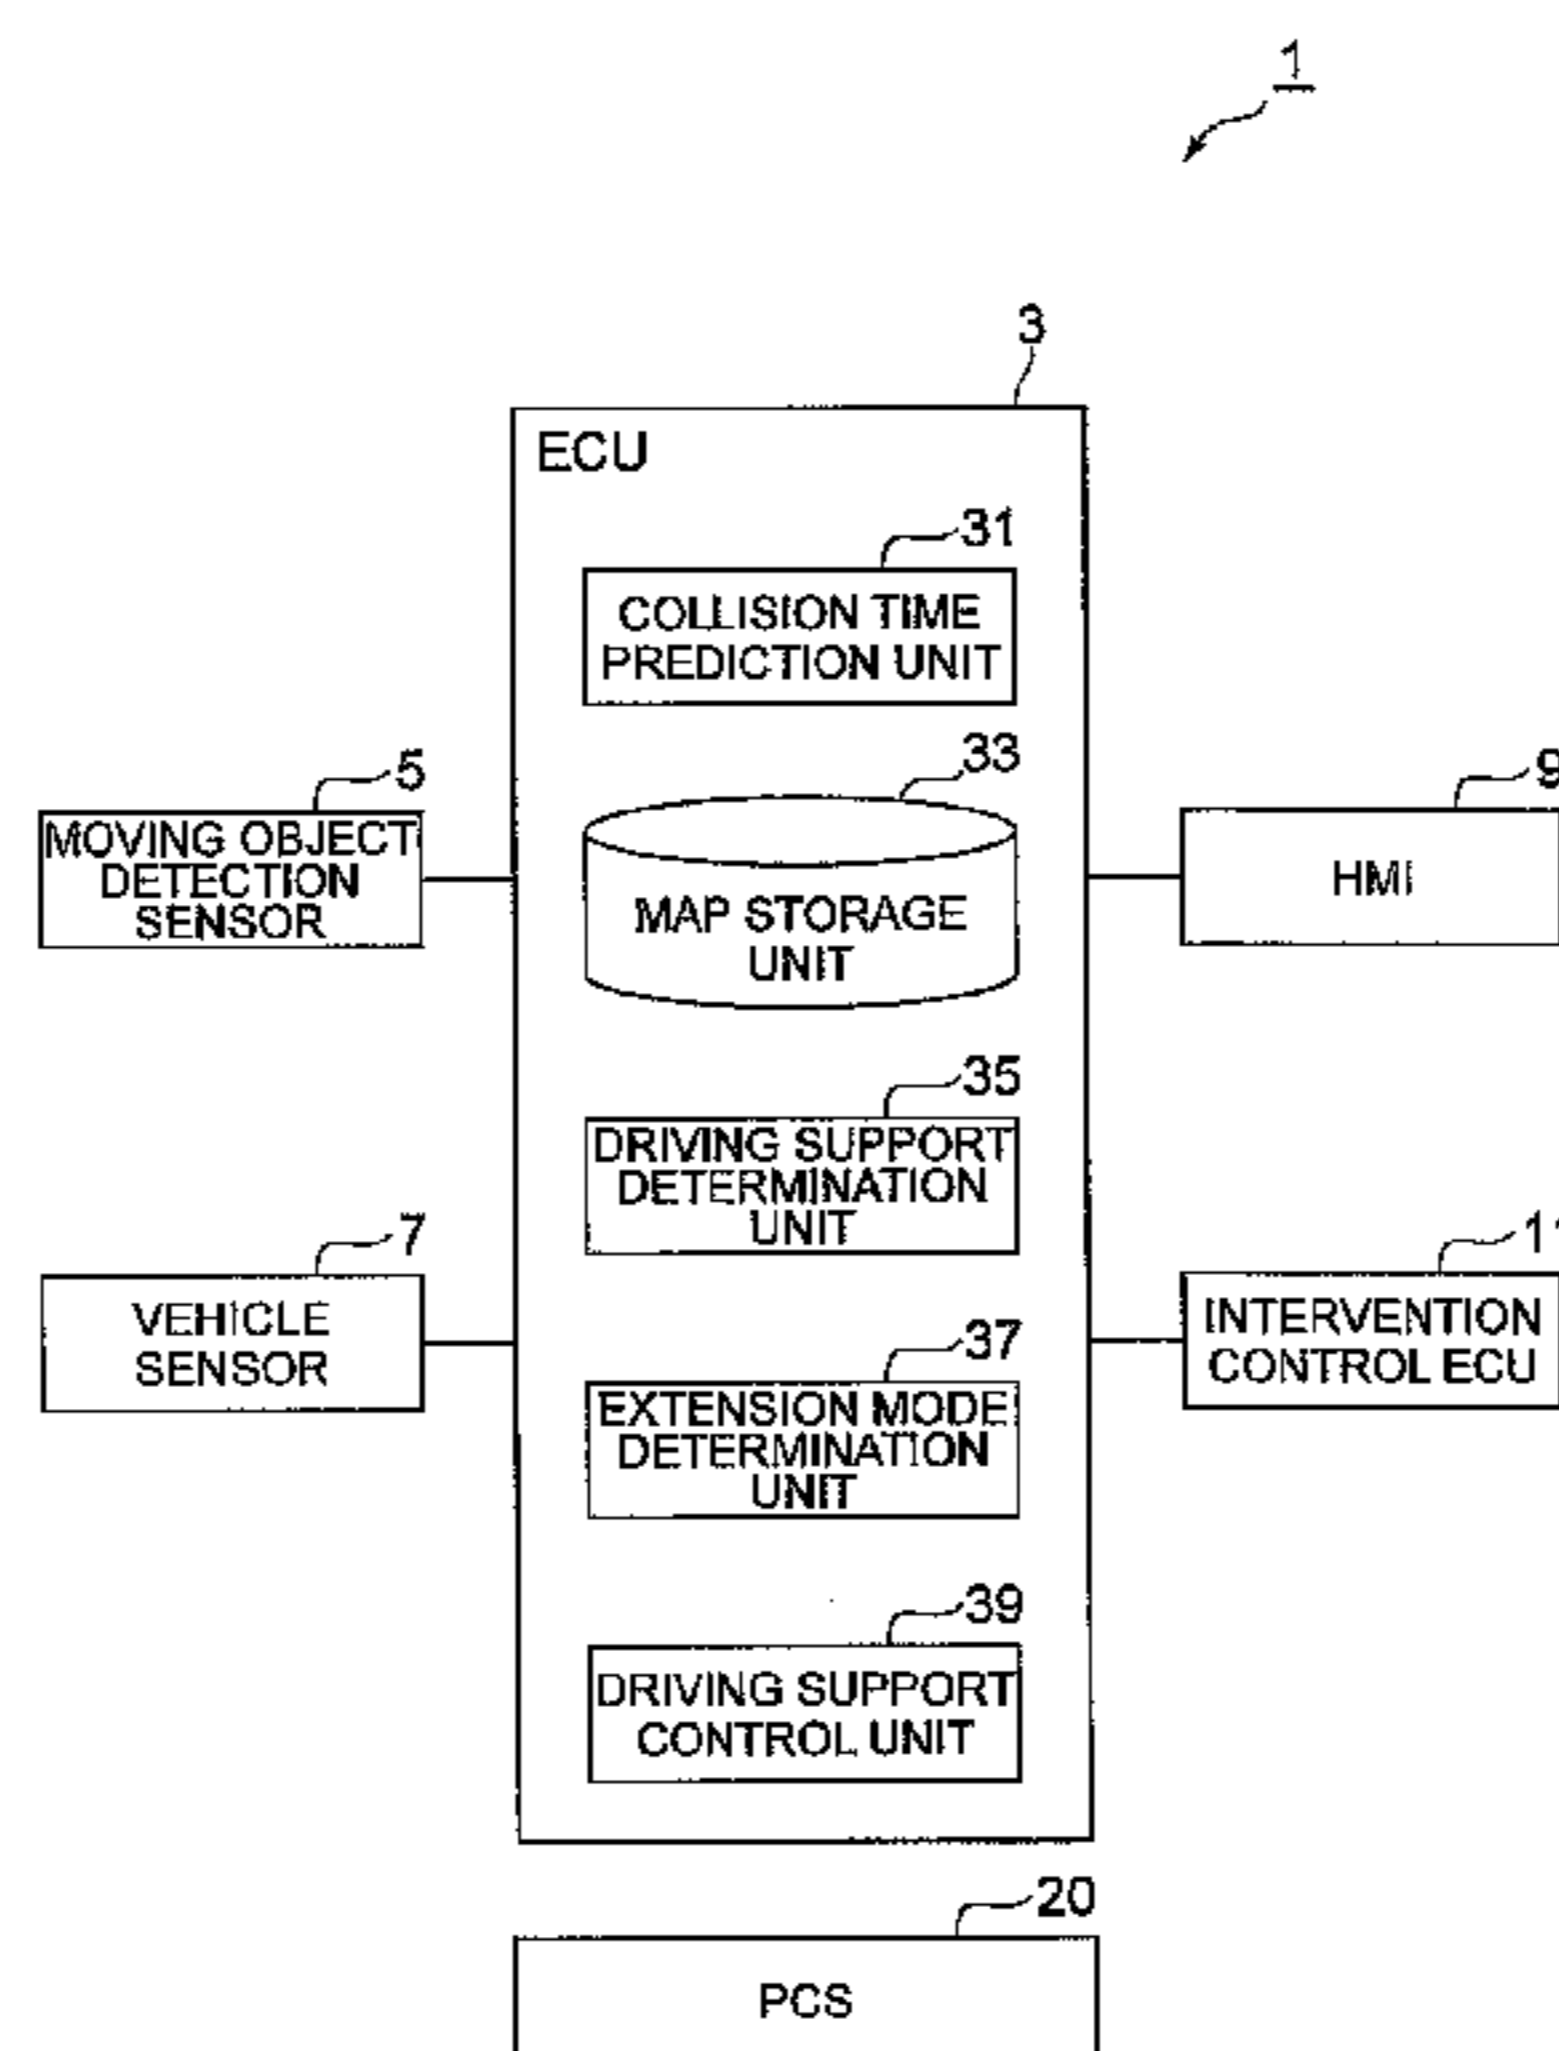 1
3
ECU
31
COLLISION TIME
PREDICTION UNIT
33
MAP STORAGE
UNIT
5
MOVING OBJECT
DETECTION
SENSOR
9
HMI
35
DRIVING SUPPORT
DETERMINATION
UNIT
7
VEHICLE
SENSOR
11
INTERVENTION
CONTROL ECU
37
EXTENSION MODE
DETERMINATION
UNIT
39
DRIVING SUPPORT
CONTROL UNIT
20
PCS